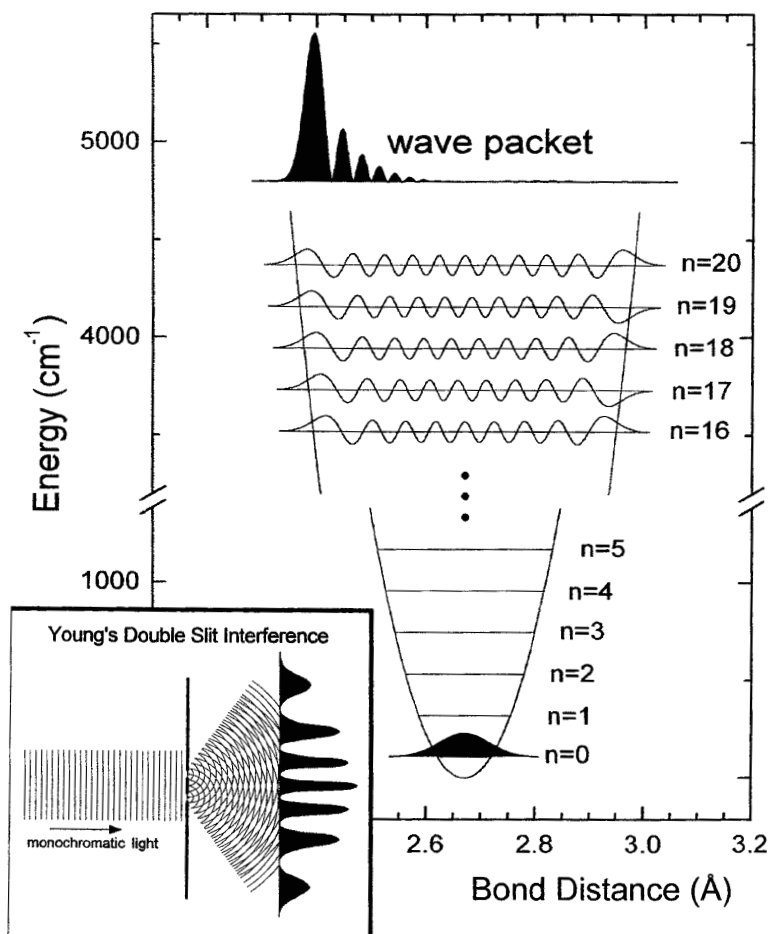 5000
wave packet
n=20
n=19
4000
n=18
n=17
n=16
Energy (cm-1)
n=5
1000
n=4
n=3
n=2
n=1
n=0
Young's Double Slit Interference
monochromatic light
2.6 2.8 3.0 3.2
Bond Distance (Å)